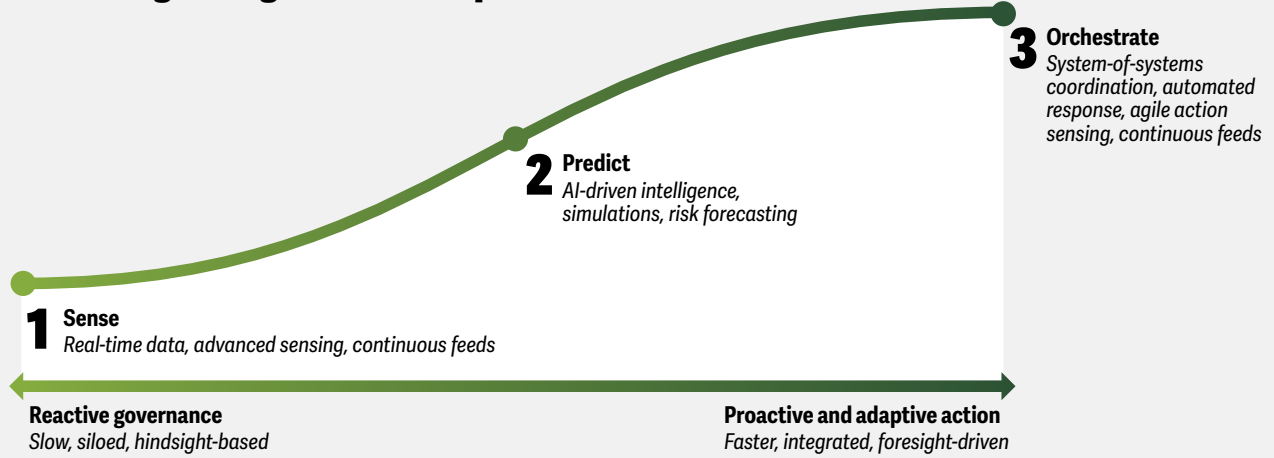 3 Orchestrate
System-of-systems
coordination, automated
response, agile action
sensing, continuous feeds
2 Predict
AI-driven intelligence,
simulations, risk forecasting
1 Sense
Real-time data, advanced sensing, continuous feeds
Reactive governance
Slow, siloed, hindsight-based
Proactive and adaptive action
Faster, integrated, foresight-driven